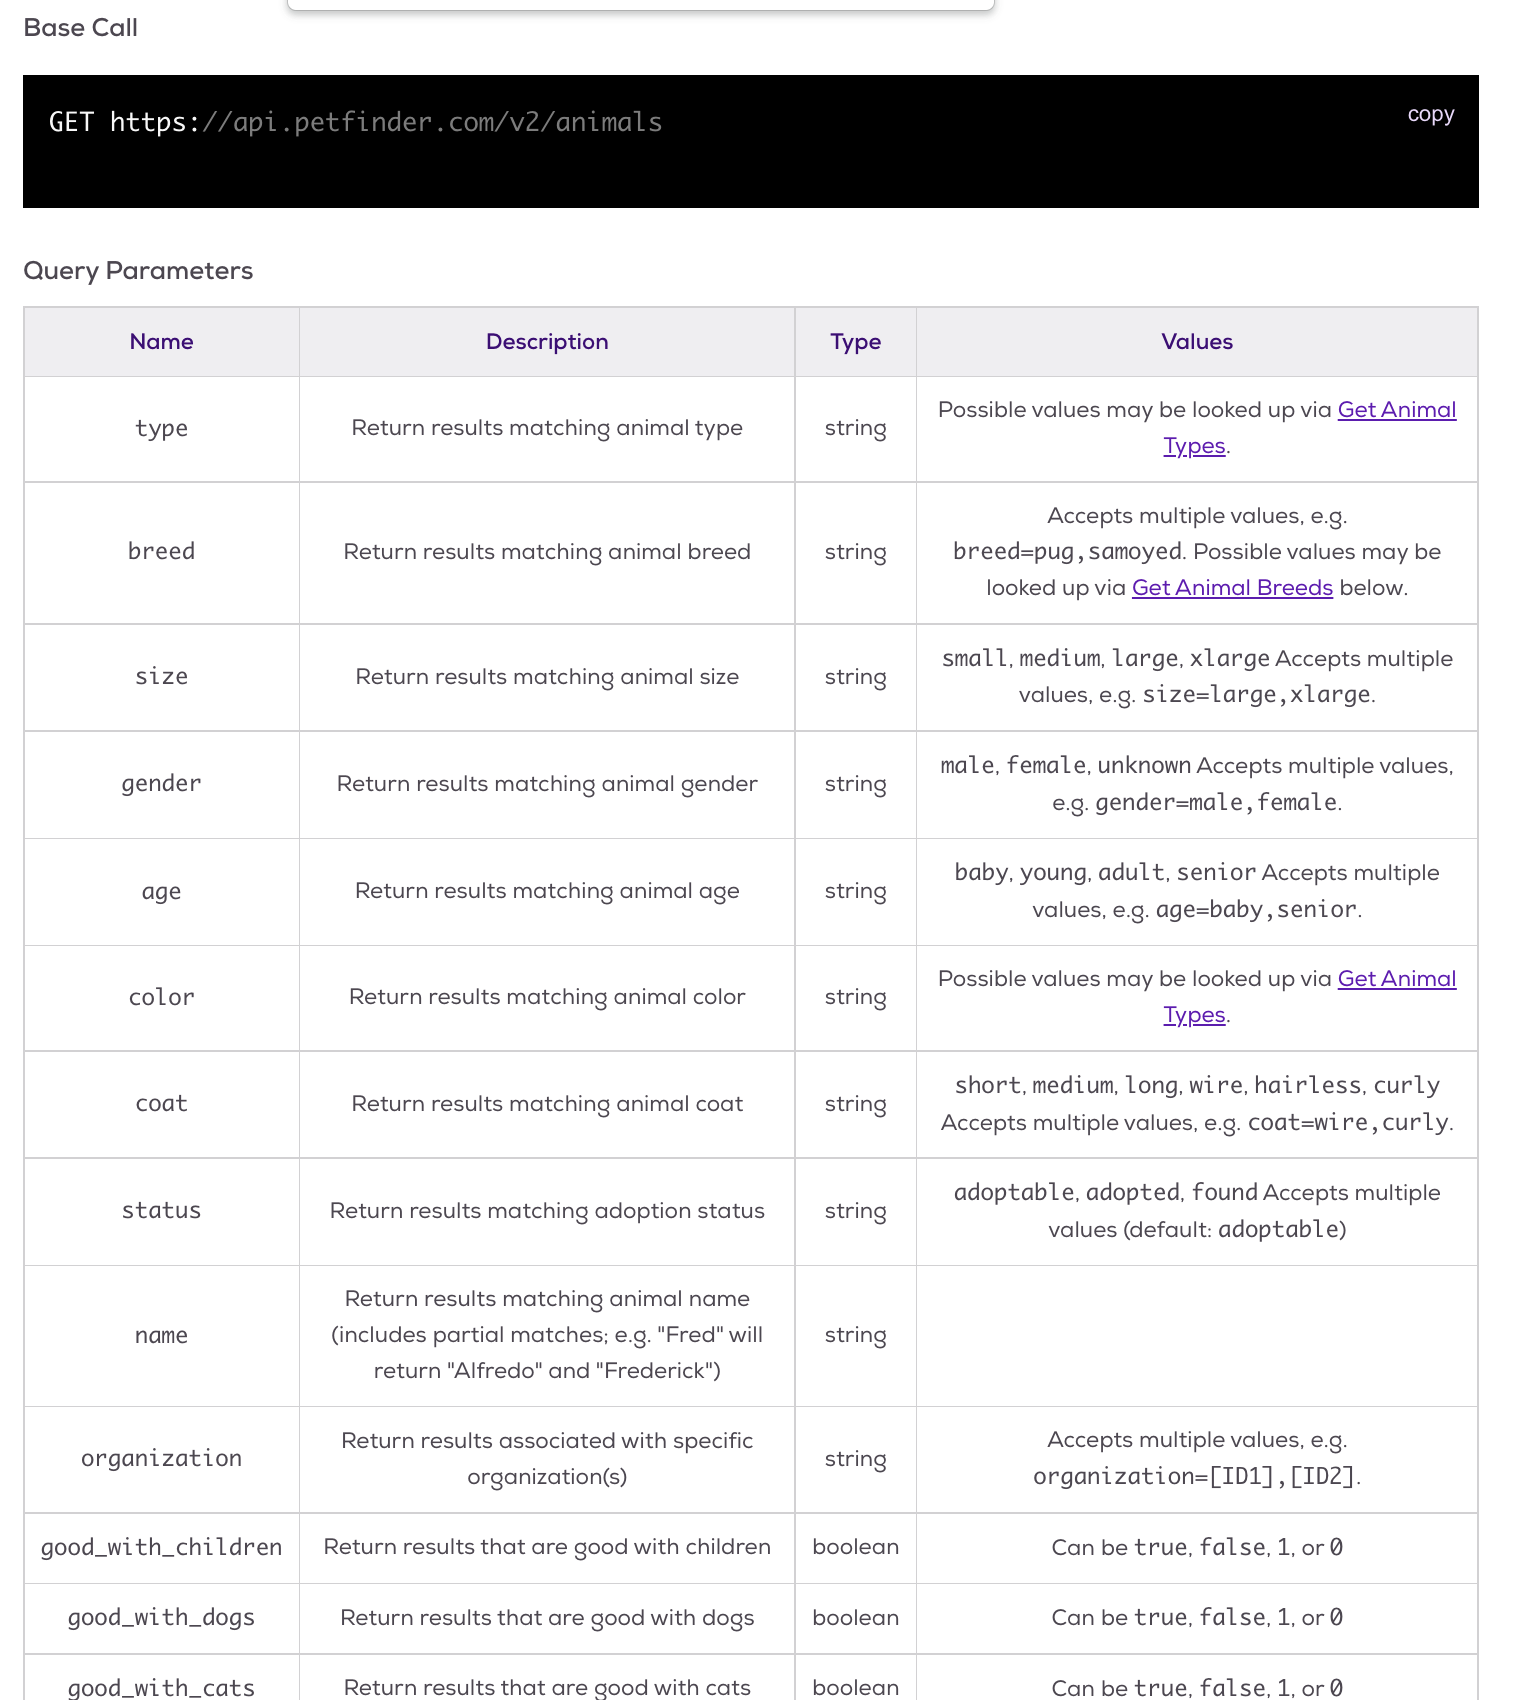 Base Call
GET https://api.petfinder.com/v2/animals
copy
Query Parameters
Name Description Type Values
type Return results matching animal type string Possible values may be looked up via Get Animal
Types.
breed Return results matching animal breed string Accepts multiple values, e.g.
breed=pug,samoyed. Possible values may be
looked up via Get Animal Breeds below.
size Return results matching animal size string small, medium, large, xlarge Accepts multiple
values, e.g. size=large,xlarge.
gender Return results matching animal gender string male, female, unknown Accepts multiple values,
e.g. gender=male,female.
age Return results matching animal age string baby, young, adult, senior Accepts multiple
values, e.g. age=baby,senior.
color Return results matching animal color string Possible values may be looked up via Get Animal
Types.
coat Return results matching animal coat string short, medium, long, wire, hairless, curly
Accepts multiple values, e.g. coat=wire,curly.
status Return results matching adoption status string adoptable, adopted, found Accepts multiple
values (default: adoptable)
name Return results matching animal name
(includes partial matches; e.g. "Fred" will
return "Alfredo" and "Frederick") string
organization Return results associated with specific
organization(s) string Accepts multiple values, e.g.
organization=[ID1],[ID2].
good_with_children Return results that are good with children boolean Can be true, false, 1, or 0
good_with_dogs Return results that are good with dogs boolean Can be true, false, 1, or 0
good_with_cats Return results that are good with cats boolean Can be true, false, 1, or 0